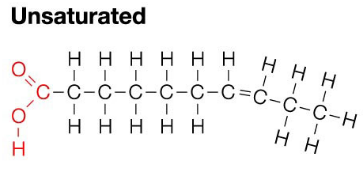 Unsaturated
H H H H H H H H H
O
C-C-C-C-C-C-C=C-C-C-H
O H H H H H H H
H